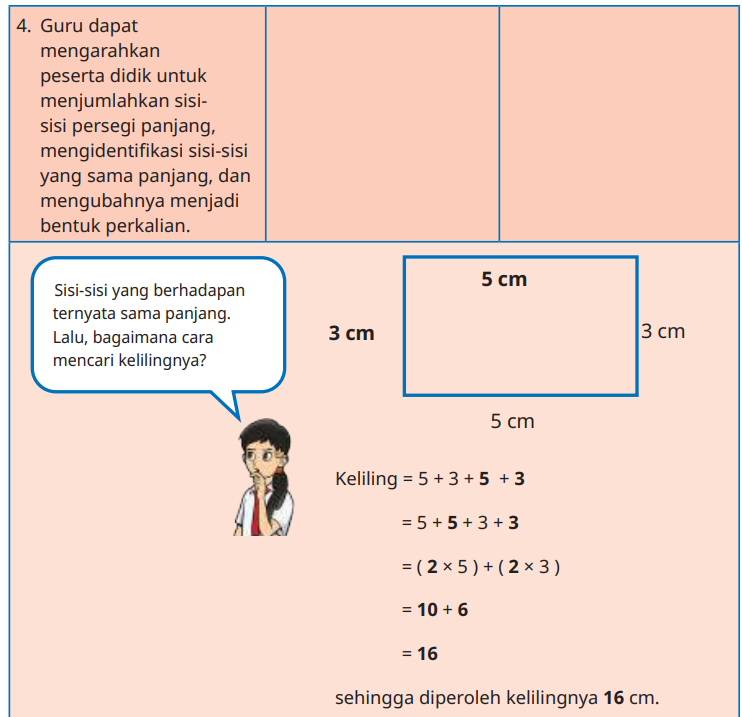 4. Guru dapat
mengarahkan
peserta didik untuk
menjumlahkan sisi-
sisi persegi panjang,
mengidentifikasi sisi-sisi
yang sama panjang, dan
mengubahnya menjadi
bentuk perkalian.
Sisi-sisi yang berhadapan
ternyata sama panjang.
Lalu, bagaimana cara
mencari kelilingnya?
5 cm
3 cm
3 cm
5 cm
Keliling = 5 + 3 + 5 + 3
= 5 + 5 + 3 + 3
= ( 2 × 5 ) + ( 2 × 3 )
= 10 + 6
= 16
sehingga diperoleh kelilingnya 16 cm.